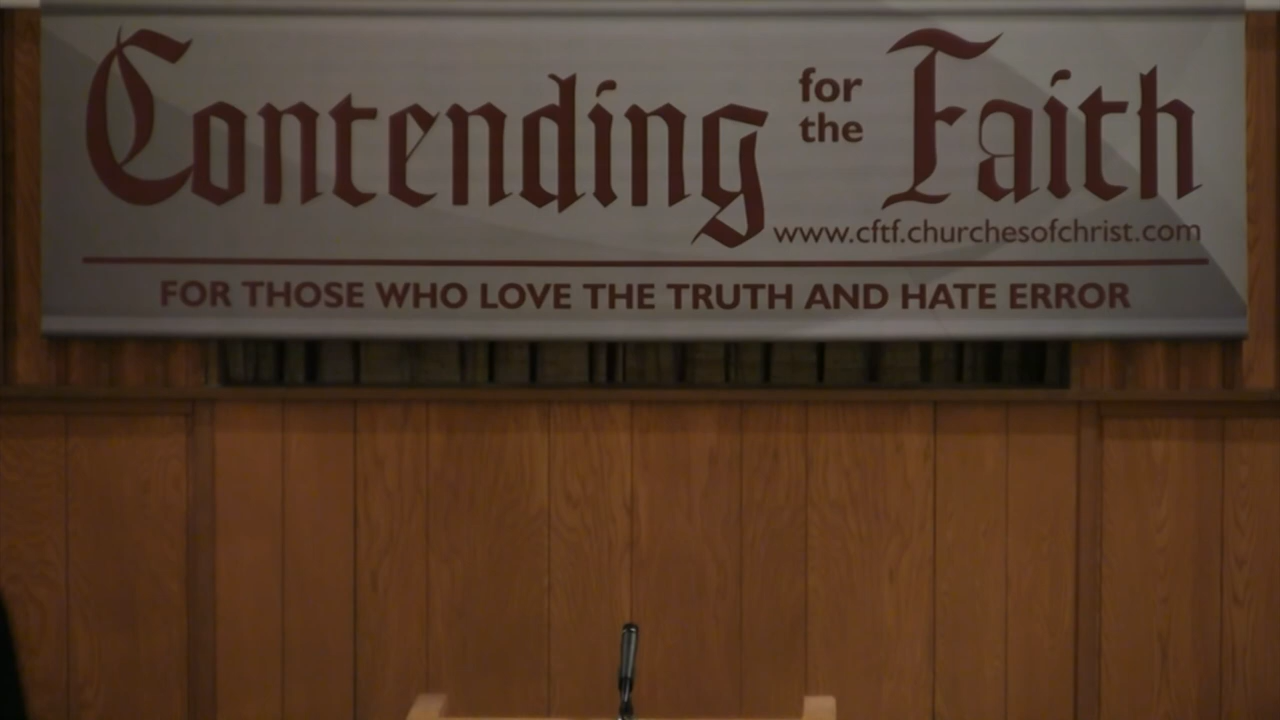 Contending for the Faith
www.cftf.churchesofchrist.com
FOR THOSE WHO LOVE THE TRUTH AND HATE ERROR